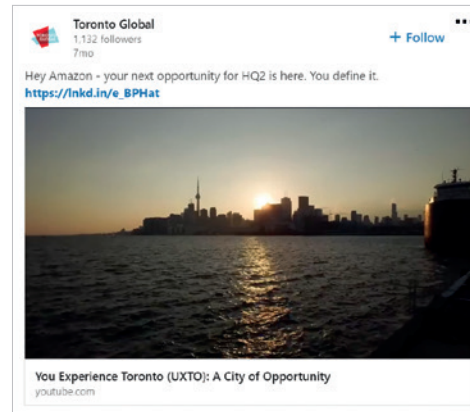 Toronto Global
1,132 followers
7mo
+ Follow
Hey Amazon - your next opportunity for HQ2 is here. You define it.
https://lnkd.in/e_BPHat
You Experience Toronto (UXTO): A City of Opportunity
youtube.com